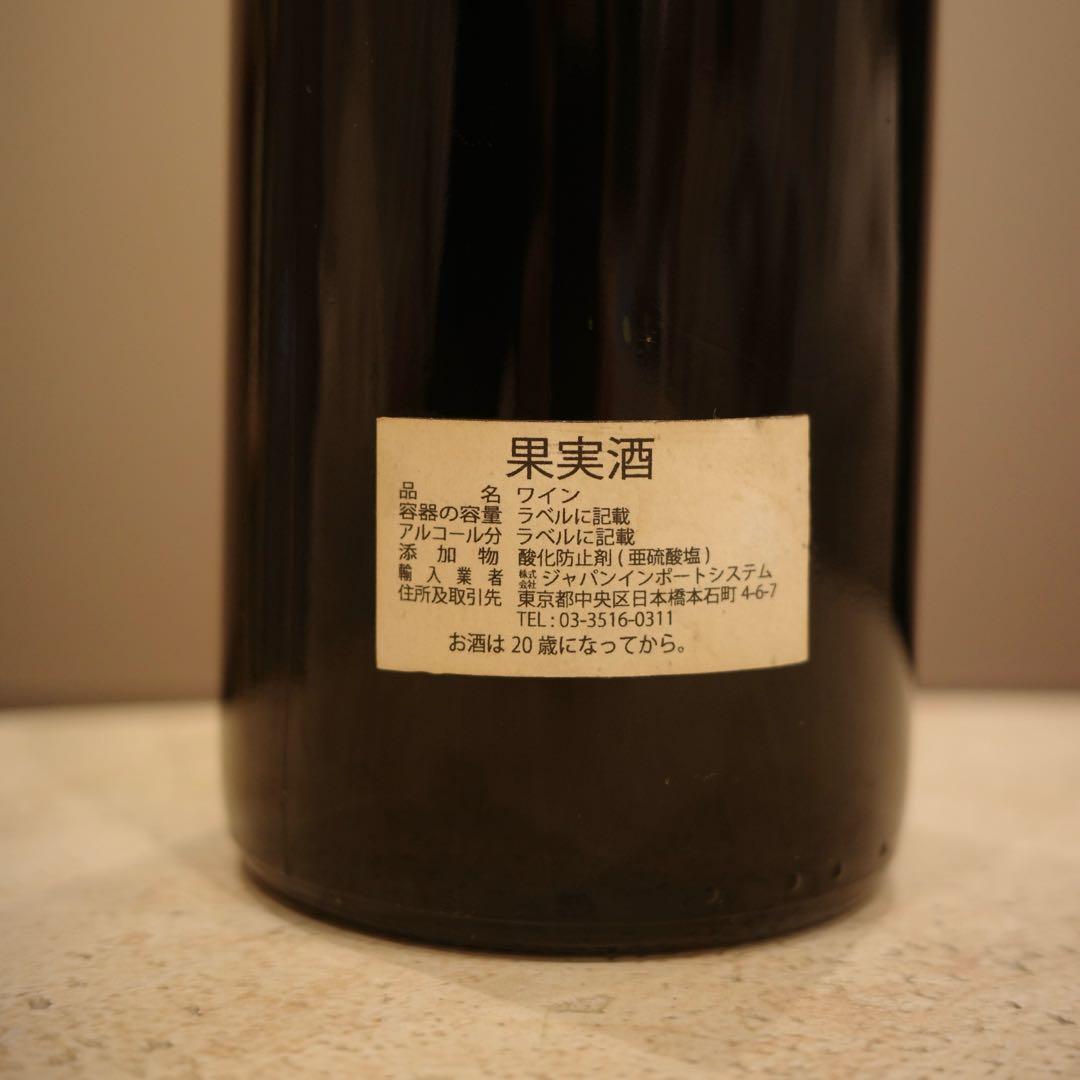 果実酒
品名 ワイン
容器の容量 ラベルに記載
アルコール分 ラベルに記載
添加物 酸化防止剤(亜硫酸塩)
輸入業者 株式会社ジャパンインポートシステム
住所及取引先 東京都中央区日本橋本石町4-6-7
TEL:03-3516-0311
お酒は20歳になってから。